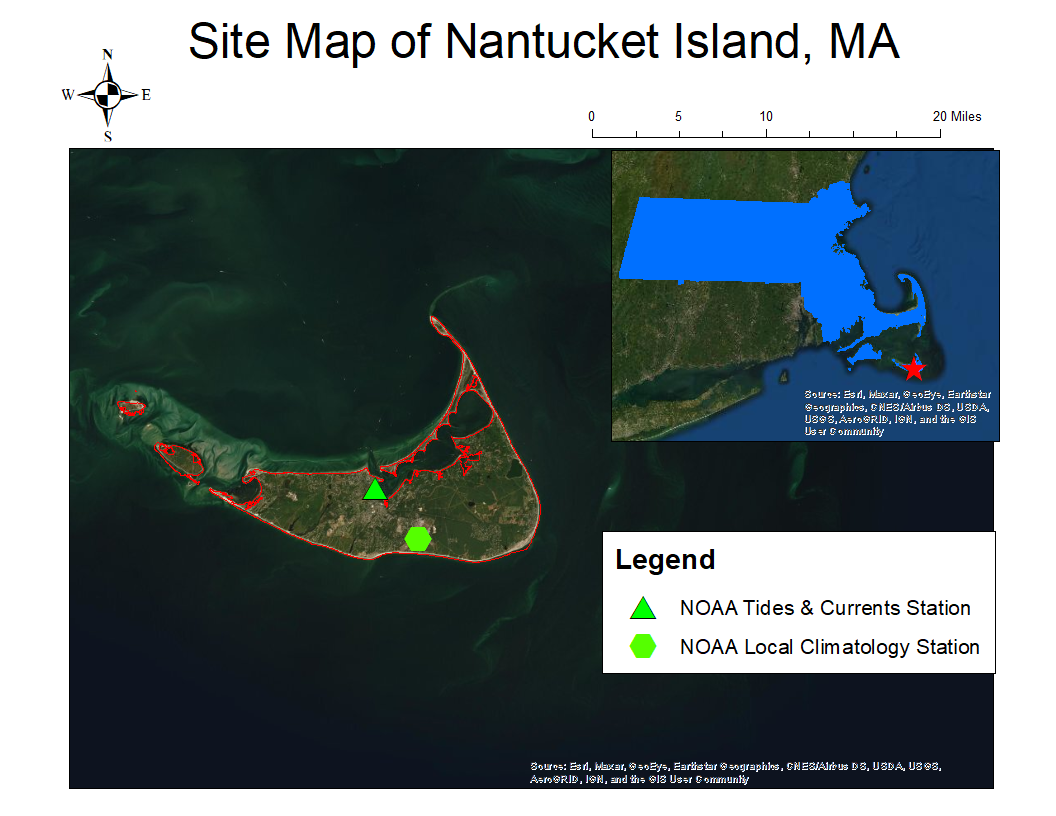 Site Map of Nantucket Island, MA
N
W E
S
0 5 10 20 Miles
Source: Esri, Maxar, GeoEye, Earthstar
Geographics, CNES/Airbus DS, USDA,
USGS, AeroGRID, IGN, and the GIS
User Community
Legend
NOAA Tides & Currents Station
NOAA Local Climatology Station
Source: Esri, Maxar, GeoEye, Earthstar Geographics, CNES/Airbus DS, USDA, USGS,
AeroGRID, IGN, and the GIS User Community